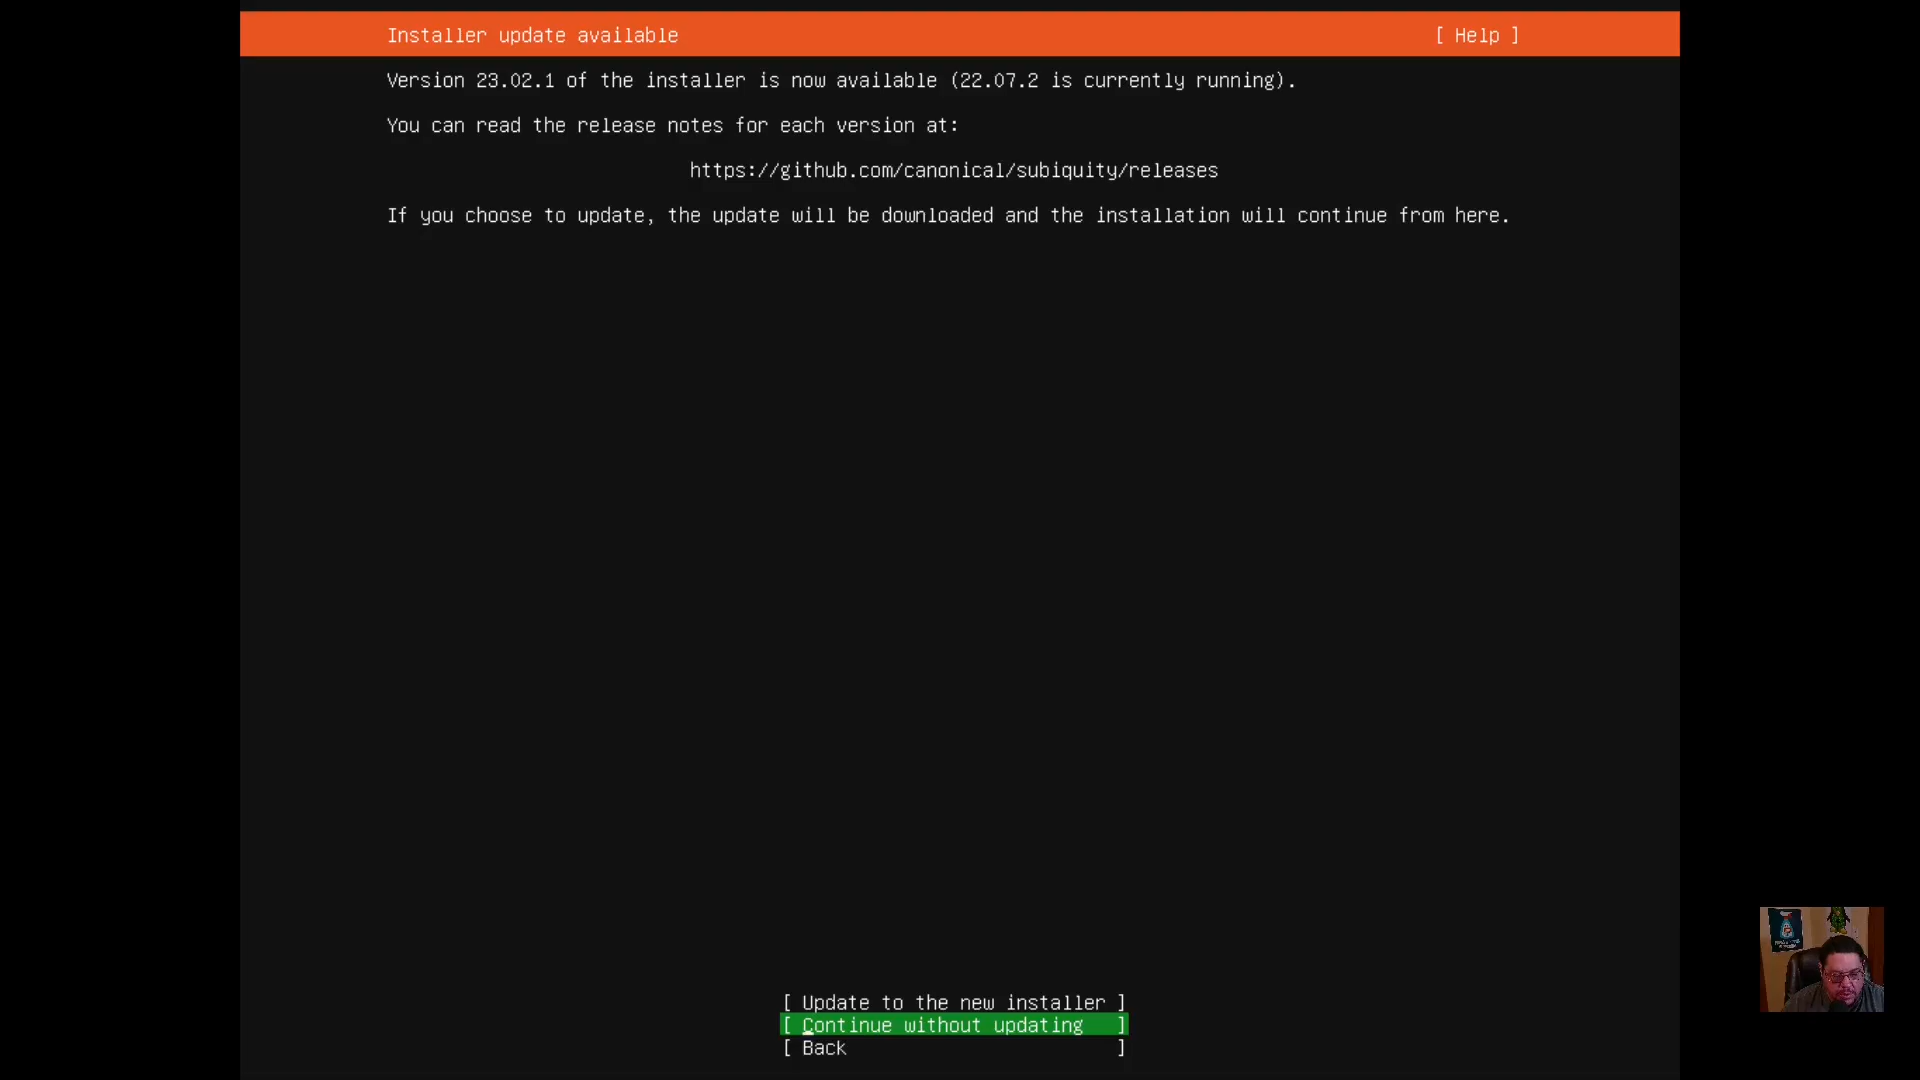 Installer update available [ Help ]
Version 23.02.1 of the installer is now available (22.07.2 is currently running).
You can read the release notes for each version at:
https://github.com/canonical/subiquity/releases
If you choose to update, the update will be downloaded and the installation will continue from here.
[ Update to the new installer ]
[ Continue without updating ]
[ Back ]